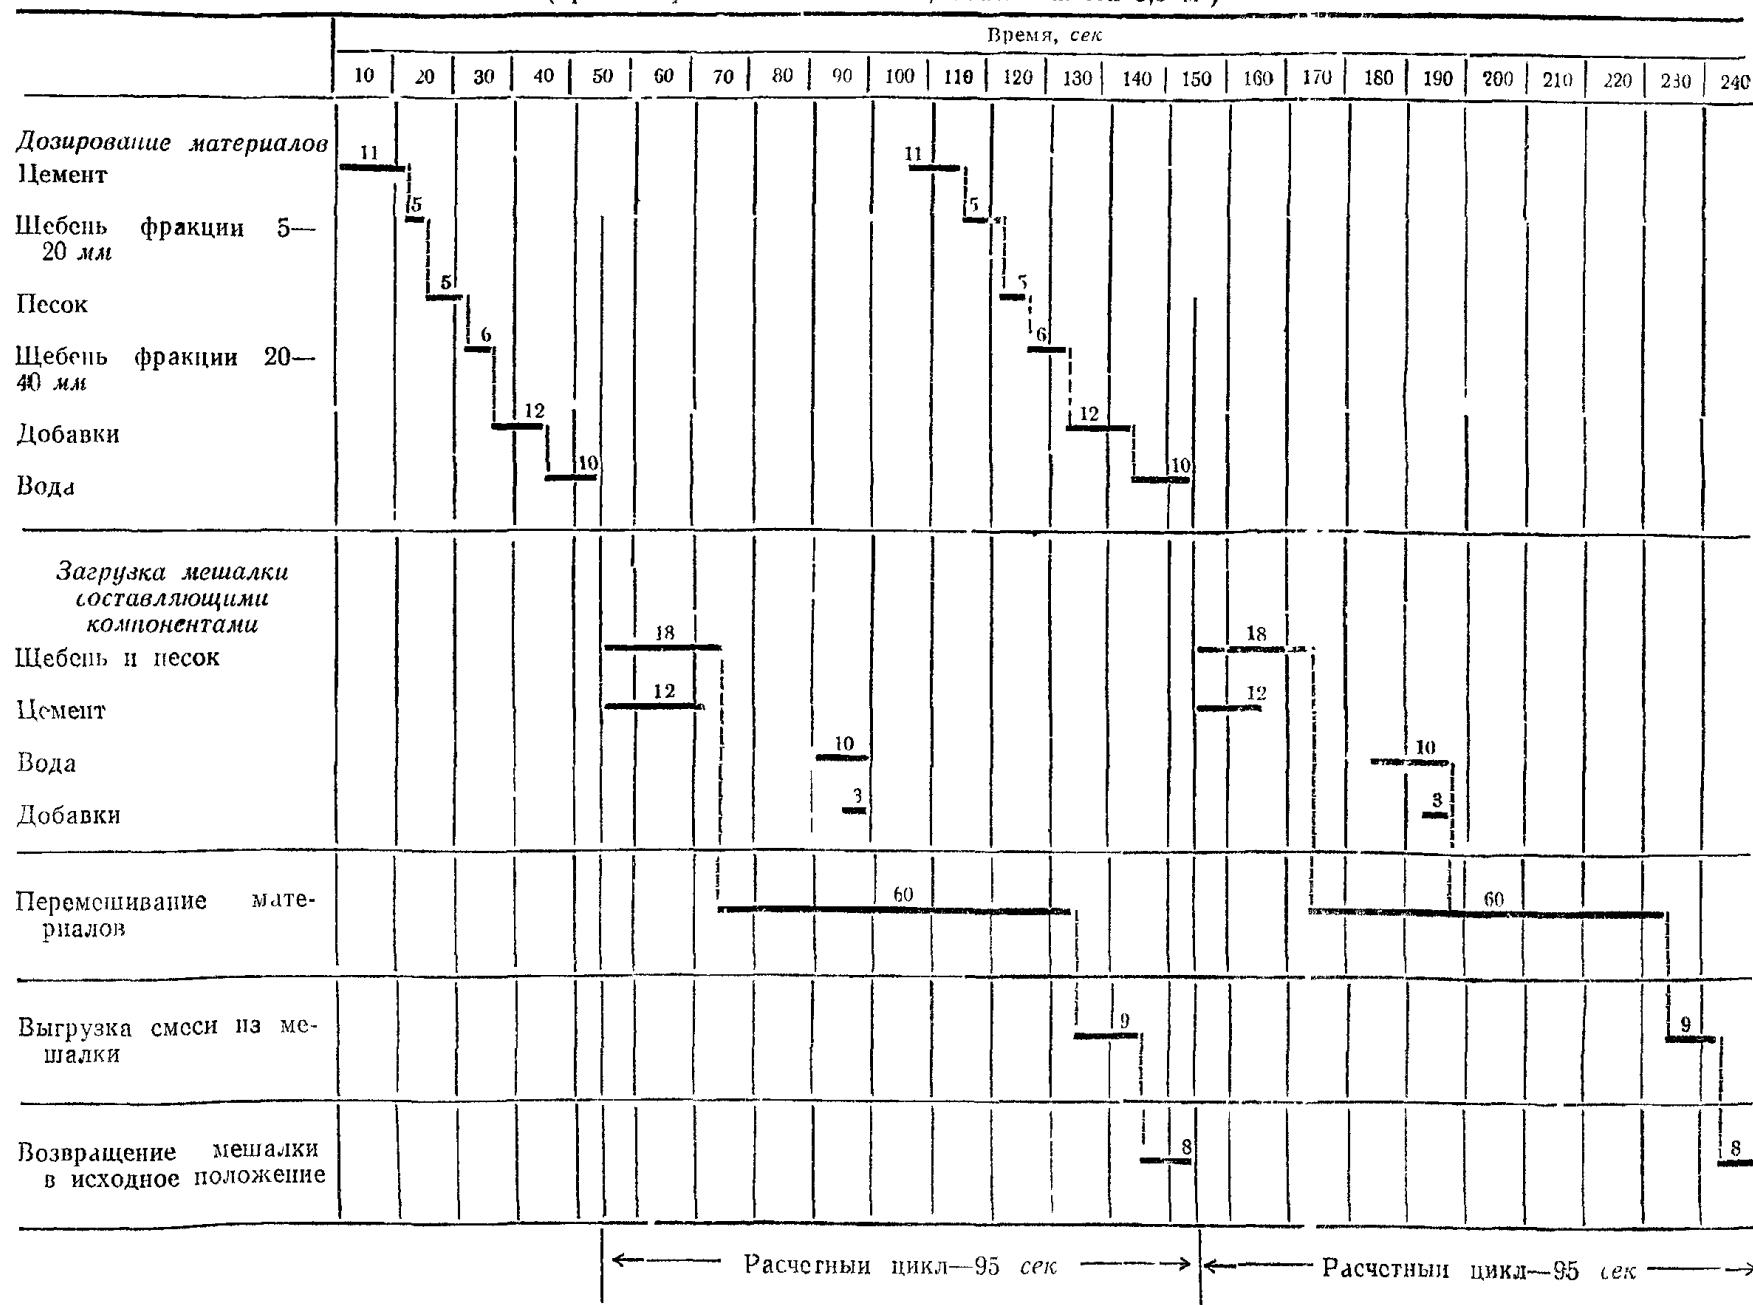 Время, сек
10 20 30 40 50 60 70 80 90 100 110 120 130 140 150 160 170 180 190 200 210 220 230 240
Дозирование материалов
11 11
Цемент
5 5
Щебень фракции 5—
20 мм
5 5
Песок
6 6
Щебень фракции 20—
40 мм
12 12
Добавки
10 10
Вода
Загрузка мешалки
составляющими
компонентами
18 18
Щебень и песок
12 12
Цемент
10 10
Вода
3 3
Добавки
60 60
Перемешивание мате-
риалов
9 9
Выгрузка смеси из ме-
шалки
8 8
Возвращение мешалки
в исходное положение
Расчетный цикл—95 сек Расчетный цикл—95 сек